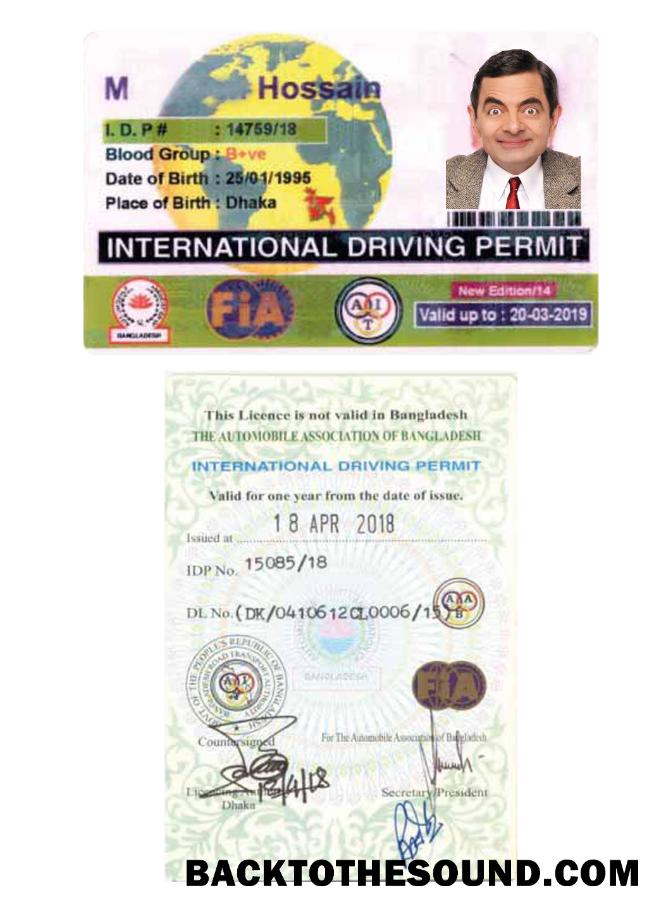 M Hossain
I. D. P # : 14759/18
Blood Group : B+ve
Date of Birth : 25/01/1995
Place of Birth : Dhaka
INTERNATIONAL DRIVING PERMIT
BANGLADESH
FiA
A I T
New Edition/14
Valid up to : 20-03-2019
This Licence is not valid in Bangladesh
THE AUTOMOBILE ASSOCIATION OF BANGLADESH
INTERNATIONAL DRIVING PERMIT
Valid for one year from the date of issue.
Issued at 18 APR 2018
IDP No. 15085/18
DL No. (DK/0410612CL0006/15)
AAB
GOVT OF THE PEOPLE'S REPUBLIC OF BANGLADESH
BANGLADESH ROAD TRANSPORT AUTHORITY
A I T
BANGLADESH
FiA
Countersigned
For The Automobile Association of Bangladesh
Licensing
Secretary/President
Dhaka
BACKTOTHESOUND.COM